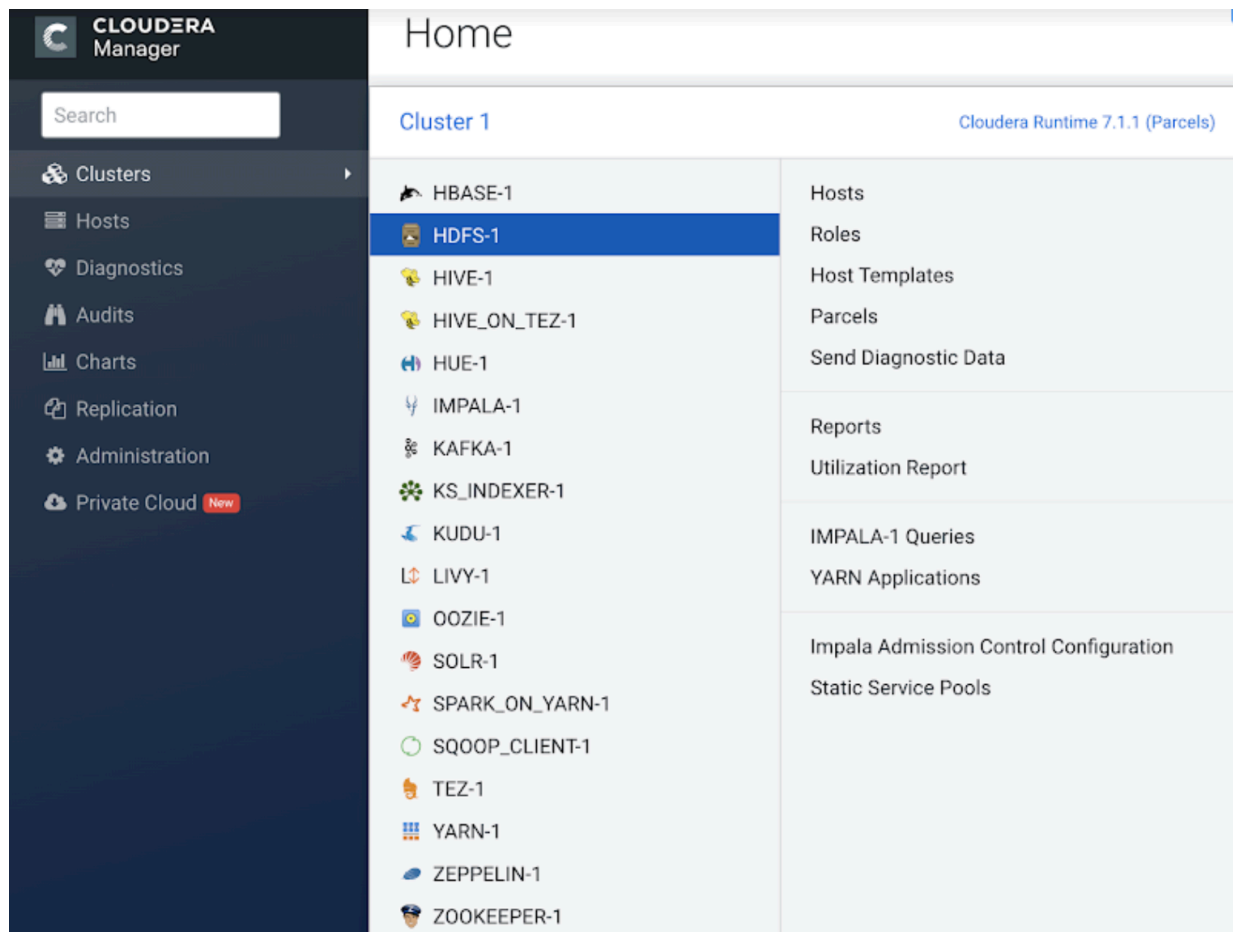 CLOUDERA
Manager
Search
Clusters
Hosts
Diagnostics
Audits
Charts
Replication
Administration
Private Cloud New
Home
Cluster 1
Cloudera Runtime 7.1.1 (Parcels)
HBASE-1
HDFS-1
HIVE-1
HIVE_ON_TEZ-1
HUE-1
IMPALA-1
KAFKA-1
KS_INDEXER-1
KUDU-1
LIVY-1
OOZIE-1
SOLR-1
SPARK_ON_YARN-1
SQOOP_CLIENT-1
TEZ-1
YARN-1
ZEPPELIN-1
ZOOKEEPER-1
Hosts
Roles
Host Templates
Parcels
Send Diagnostic Data
Reports
Utilization Report
IMPALA-1 Queries
YARN Applications
Impala Admission Control Configuration
Static Service Pools